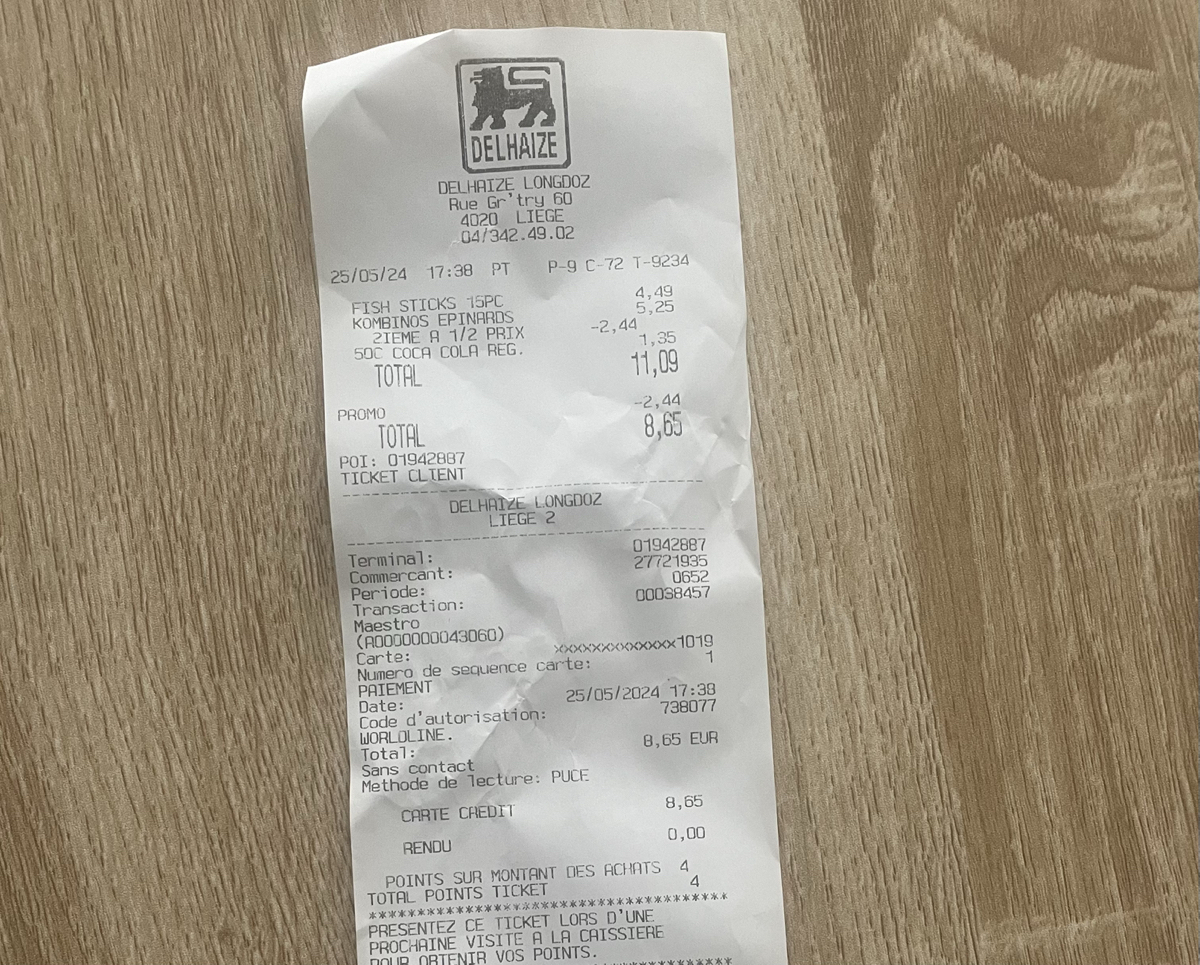 DELHAIZE
DELHAIZE LONGDOZ
Rue Gr'try 60
4020 LIEGE
04/342.49.02
25/05/24 17:38 PT P-9 C-72 T-9234
FISH STICKS 15PC 4,49
KOMBINOS EPINARDS 5,25
2IEME A 1/2 PRIX -2,44
50C COCA COLA REG. 1,35
TOTAL 11,09
PROMO -2,44
TOTAL 8,65
POI: 01942887
TICKET CLIENT
DELHAIZE LONGDOZ
LIEGE 2
Terminal: 01942887
Commercant: 27721935
Periode: 0652
Transaction: 00038457
Maestro
(A0000000043060)
Carte: xxxxxxxxxxxxx1019
Numero de sequence carte: 1
PAIEMENT
Date: 25/05/2024 17:38
Code d'autorisation: 738077
WORLDLINE.
Total: 8,65 EUR
Sans contact
Methode de lecture: PUCE
CARTE CREDIT 8,65
RENDU 0,00
POINTS SUR MONTANT DES ACHATS 4
TOTAL POINTS TICKET 4
************************************
PRESENTEZ CE TICKET LORS D'UNE
PROCHAINE VISITE A LA CAISSIERE
POUR OBTENIR VOS POINTS.